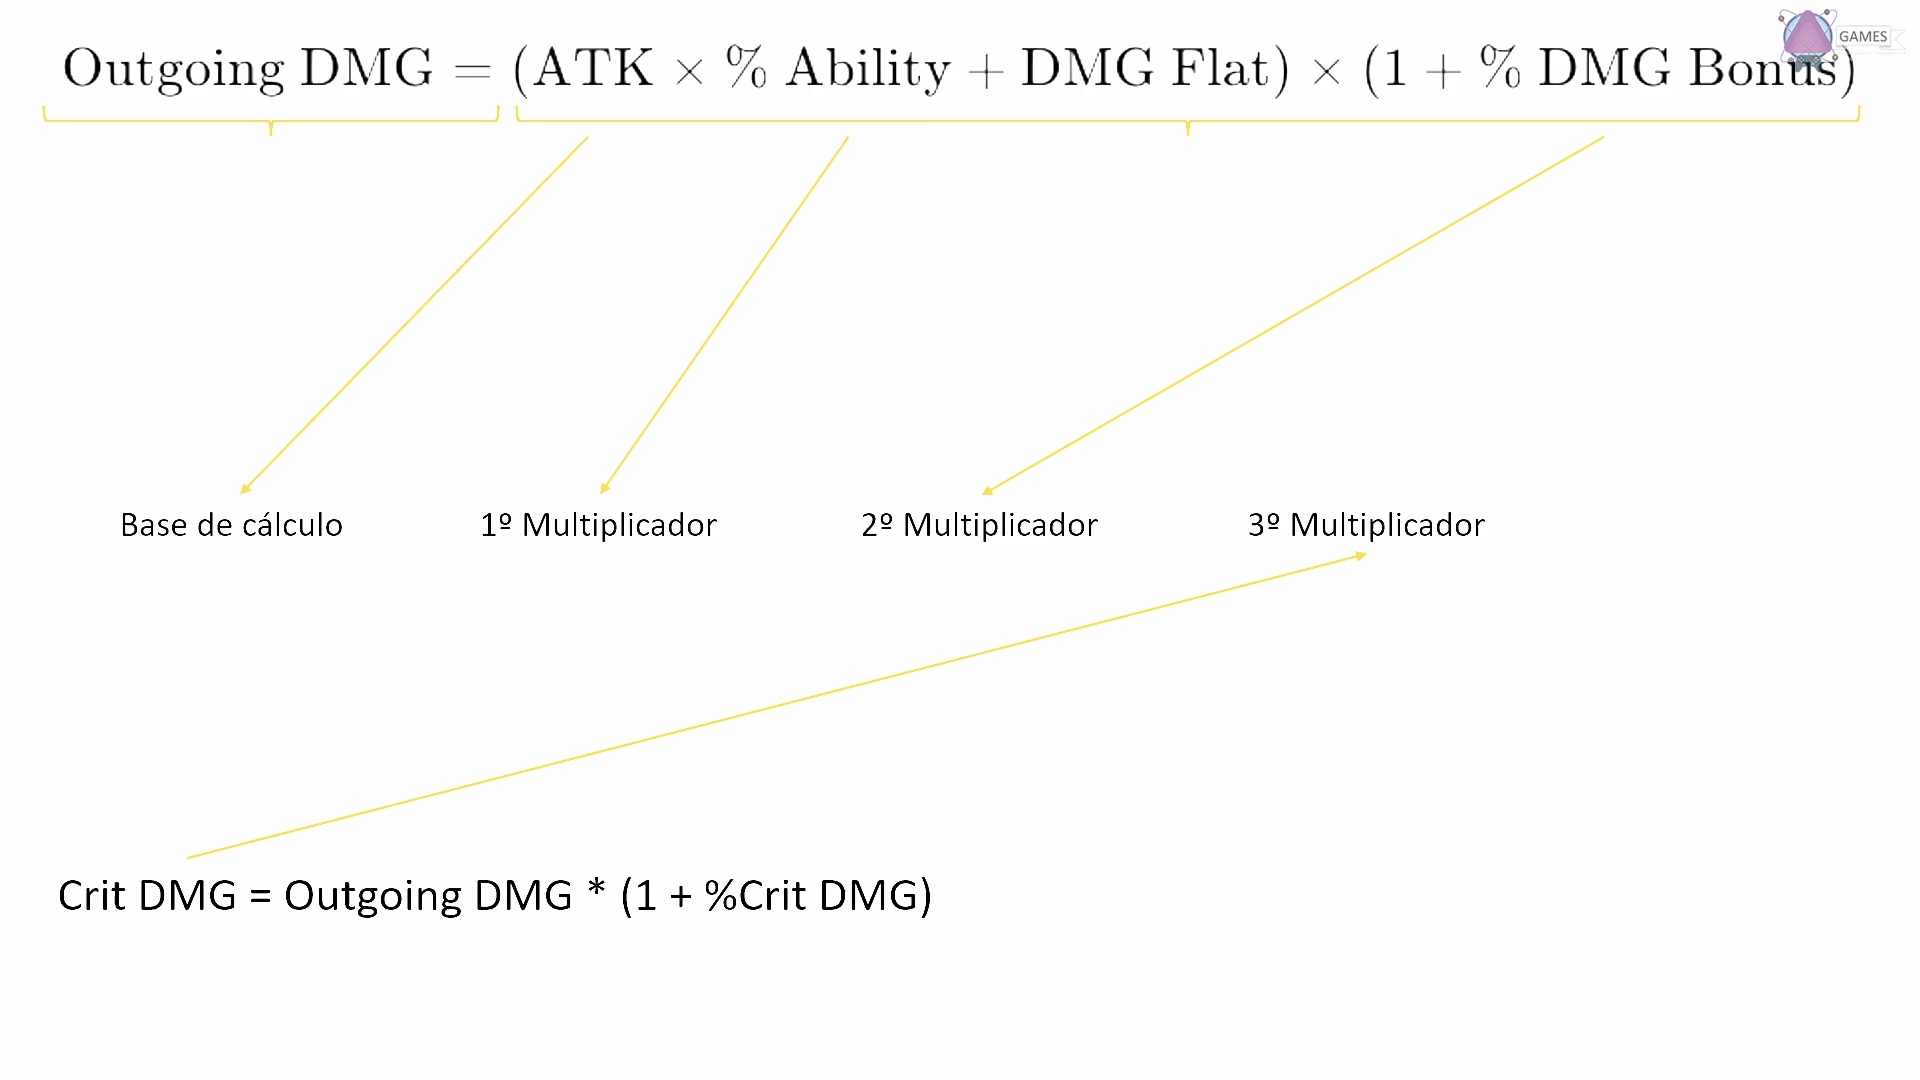 GAMES
Outgoing DMG = (ATK × % Ability + DMG Flat) × (1 + % DMG Bonus)
Base de cálculo 1º Multiplicador 2º Multiplicador 3º Multiplicador
Crit DMG = Outgoing DMG * (1 + %Crit DMG)